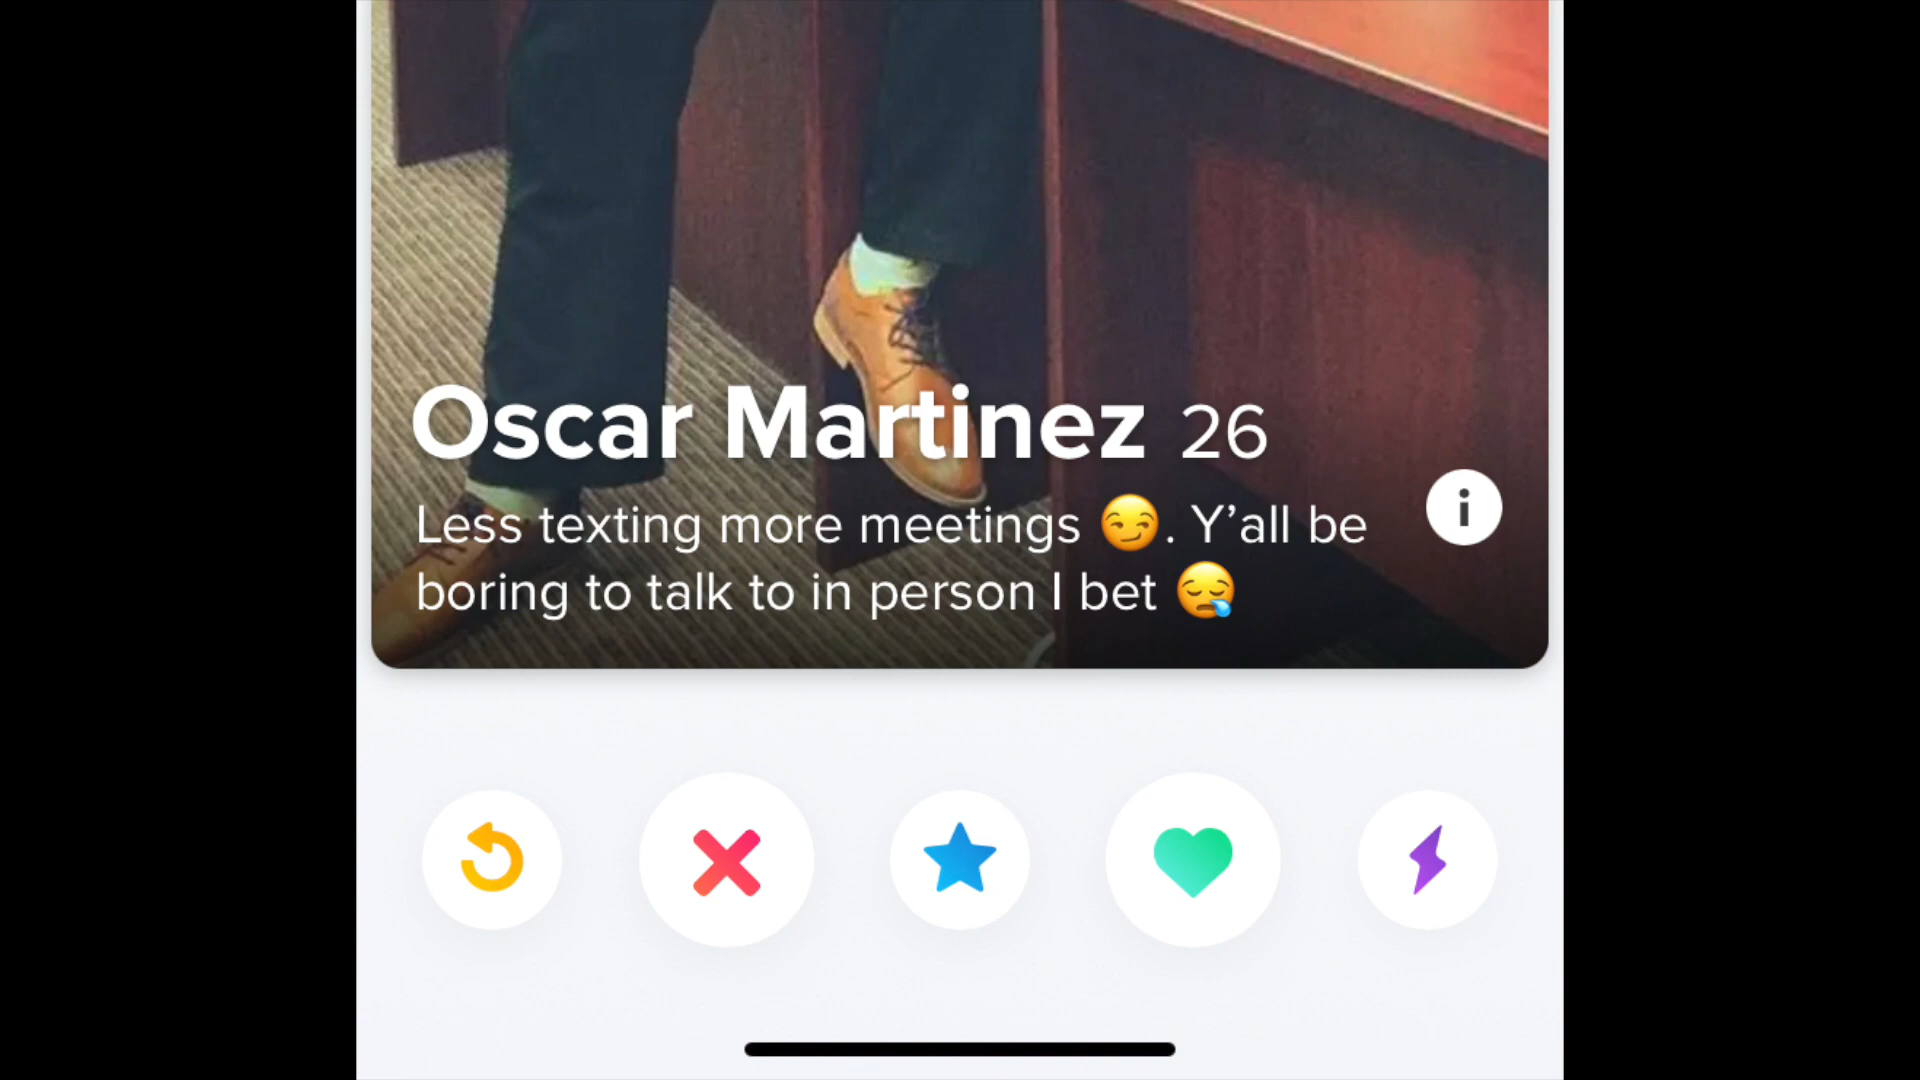 Oscar Martinez 26
Less texting more meetings 😏. Y’all be
boring to talk to in person I bet 😪